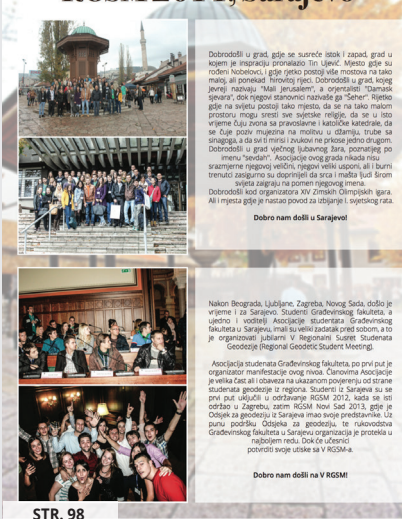 RGSM 2014, Sarajevo
Dobrodošli u grad, gdje se susreće istok i zapad, grad u
kojem je inspraciju pronalazio Tin Ujević. Mjesto gdje su
rođeni Nobelovci, i gdje rjetko postoji više mostova na tako
maloj, ali ponekad hirovitoj rijeci. Dobrodošli u grad, kojeg
jevreji nazivaju "Mali Jerusalem", a orjentalisti "Damask
sjevara", dok njegovi stanovnici nazivaše ga "Šeher". Rijetko
gdje na svijetu postoji tako mjesto, da se na tako malom
prostoru mogu sresti sve svjetske religije, da se u isto
vrijeme čuju zvona sa pravoslavne i katoličke katedrale, da
se čuje poziv mujezina na molitvu u džamiju, trube sa
sinagoga, a da svi ti mirisi i zvukovi ne prkose jedno drugom.
Dobrodošli u grad vječnog ljubavnog žara, poznatijeg po
imenu "sevdah". Asocijacije ovog grada nikada nisu
srazmjerne njegovoj veličini, njegovi veliki usponi, ali i burni
trenutci zasigurno su doprinijeli da srca i mašta ljudi širom
svijeta zaigraju na pomen njegovog imena.
Dobrodošli kod organizatora XIV Zimskih Olimpijskih igara.
Ali i mjesta gdje je nastao povod za izbijanje I. svjetskog rata.
Dobro nam došli u Sarajevo!
Nakon Beograda, Ljubljane, Zagreba, Novog Sada, došlo je
vrijeme i za Sarajevo. Studenti Građevinskog fakulteta, a
ujedno i voditelji Asocijacije studenata Građevinskog
fakulteta u Sarajevu, imali su veliki zadatak pred sobom, a to
je organizovati jubilarni V Regionalni Susret Studenata
Geodezije (Regional Geodetic Student Meeting).
Asocijacija studenata Građevinskog fakulteta, po prvi put je
organizator manifestacije ovog nivoa. Članovima Asocijacije
je velika čast ali i obaveza na ukazanom povjerenju od strane
studenata geodezije iz regiona. Studenti iz Sarajeva su se
prvi put uključili u održavanje RGSM 2012, kada se isti
održao u Zagrebu, zatim RGSM Novi Sad 2013, gdje je
Odsjek za geodeziju iz Sarajeva imao svoje predstavnike. Uz
punu podršku Odsjeka za geodeziju, te rukovodstva
Građevinskog fakulteta u Sarajevu organizacija je protekla u
najboljem redu. Dok će učesnici
potvrditi svoje utiske sa V RGSM-a.
Dobro nam došli na V RGSM!
STR. 98